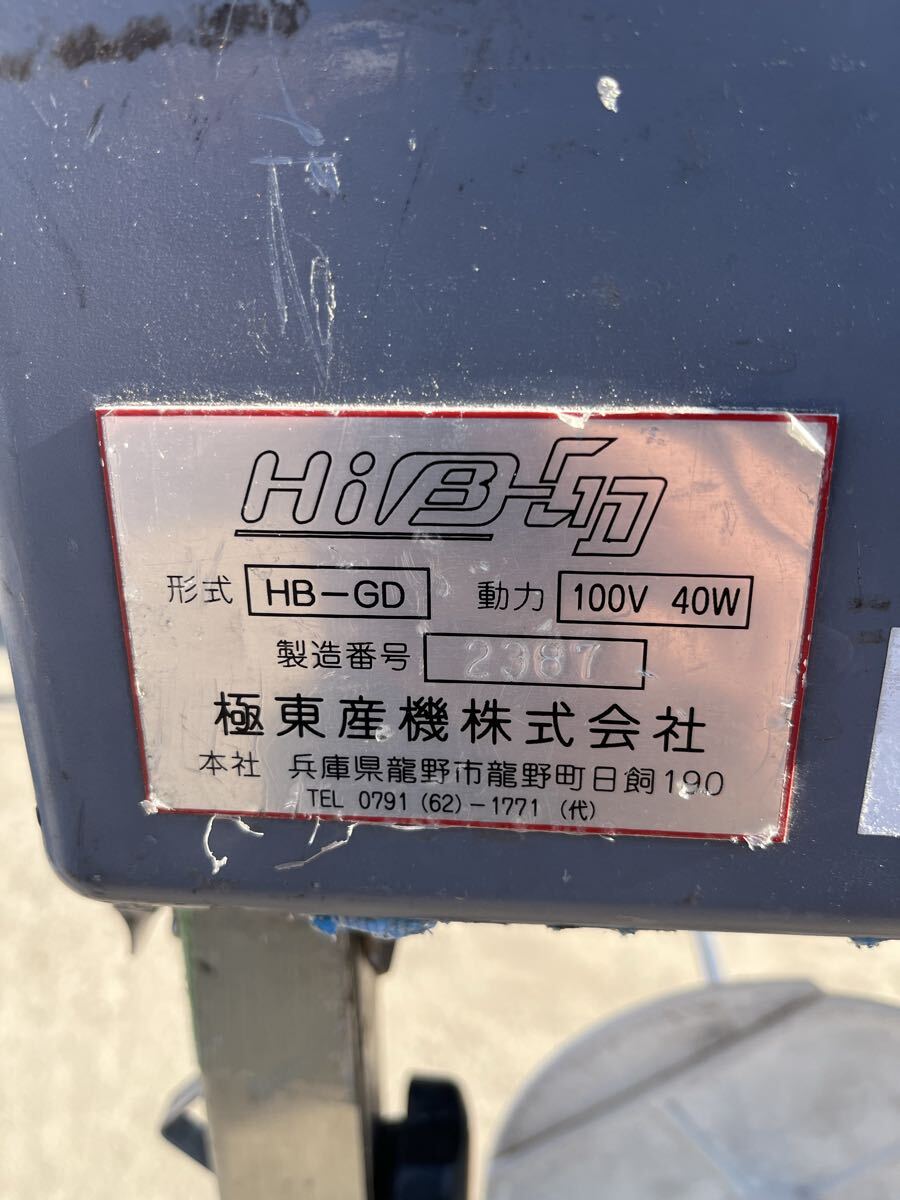 HiB-GD
形式 HB-GD 動力 100V 40W
製造番号 2387
極東産機株式会社
本社 兵庫県龍野市龍野町日飼190
TEL 0791 (62)-1771 (代)